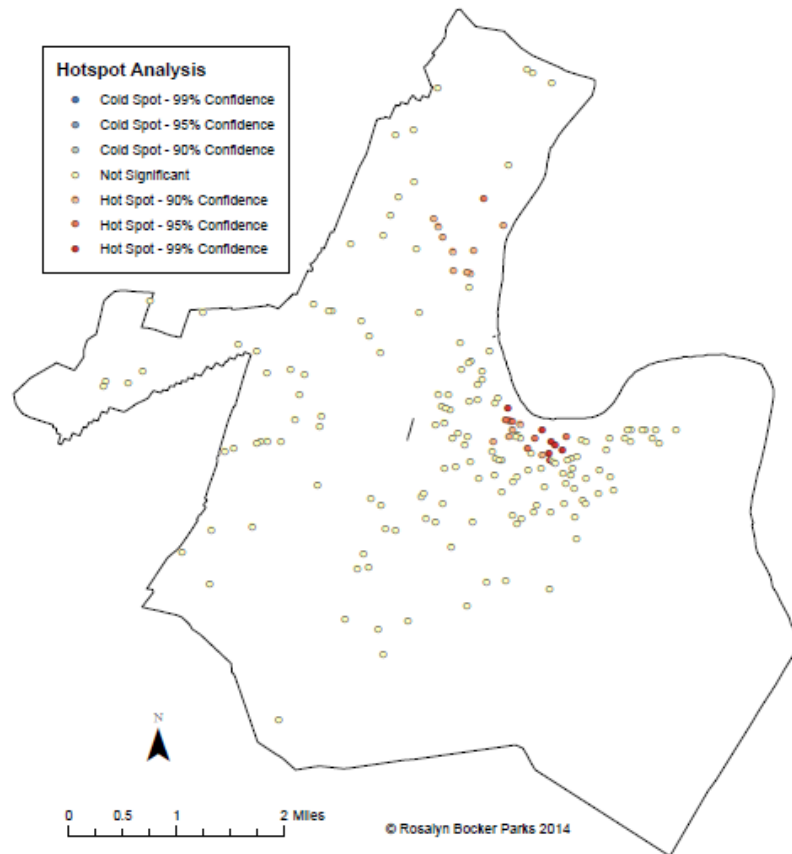 Hotspot Analysis
Cold Spot - 99% Confidence
Cold Spot - 95% Confidence
Cold Spot - 90% Confidence
Not Significant
Hot Spot - 90% Confidence
Hot Spot - 95% Confidence
Hot Spot - 99% Confidence
N
0 0.5 1 2 Miles
© Rosalyn Bocker Parks 2014